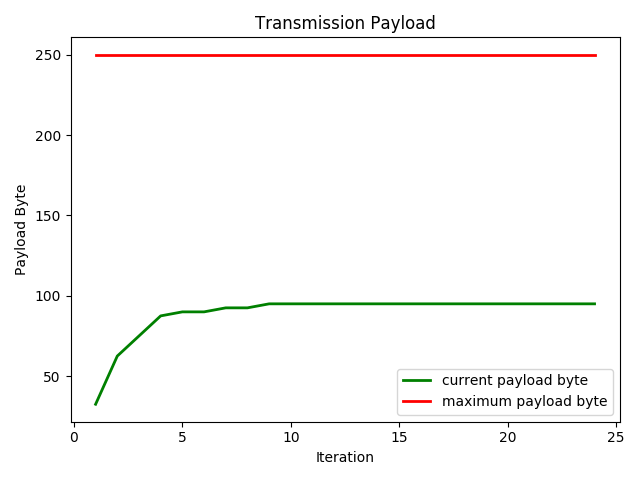 Transmission Payload
250
200
150
100
50
Payload Byte
current payload byte
maximum payload byte
0 5 10 15 20 25
Iteration